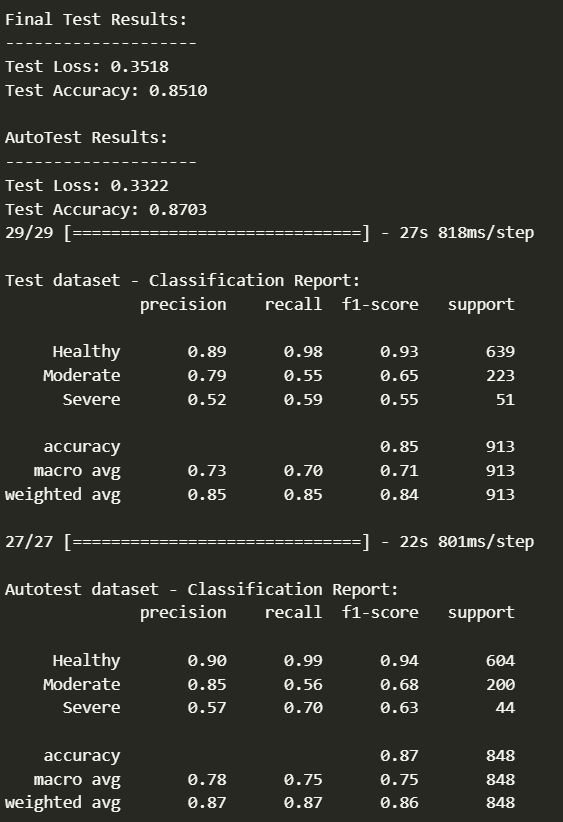 Final Test Results:
--------------------
Test Loss: 0.3518
Test Accuracy: 0.8510
AutoTest Results:
--------------------
Test Loss: 0.3322
Test Accuracy: 0.8703
29/29 [==============================] - 27s 818ms/step
Test dataset - Classification Report:
              precision    recall  f1-score   support
     Healthy       0.89      0.98      0.93       639
    Moderate       0.79      0.55      0.65       223
      Severe       0.52      0.59      0.55        51
    accuracy                           0.85       913
   macro avg       0.73      0.70      0.71       913
weighted avg       0.85      0.85      0.84       913
27/27 [==============================] - 22s 801ms/step
Autotest dataset - Classification Report:
              precision    recall  f1-score   support
     Healthy       0.90      0.99      0.94       604
    Moderate       0.85      0.56      0.68       200
      Severe       0.57      0.70      0.63        44
    accuracy                           0.87       848
   macro avg       0.78      0.75      0.75       848
weighted avg       0.87      0.87      0.86       848